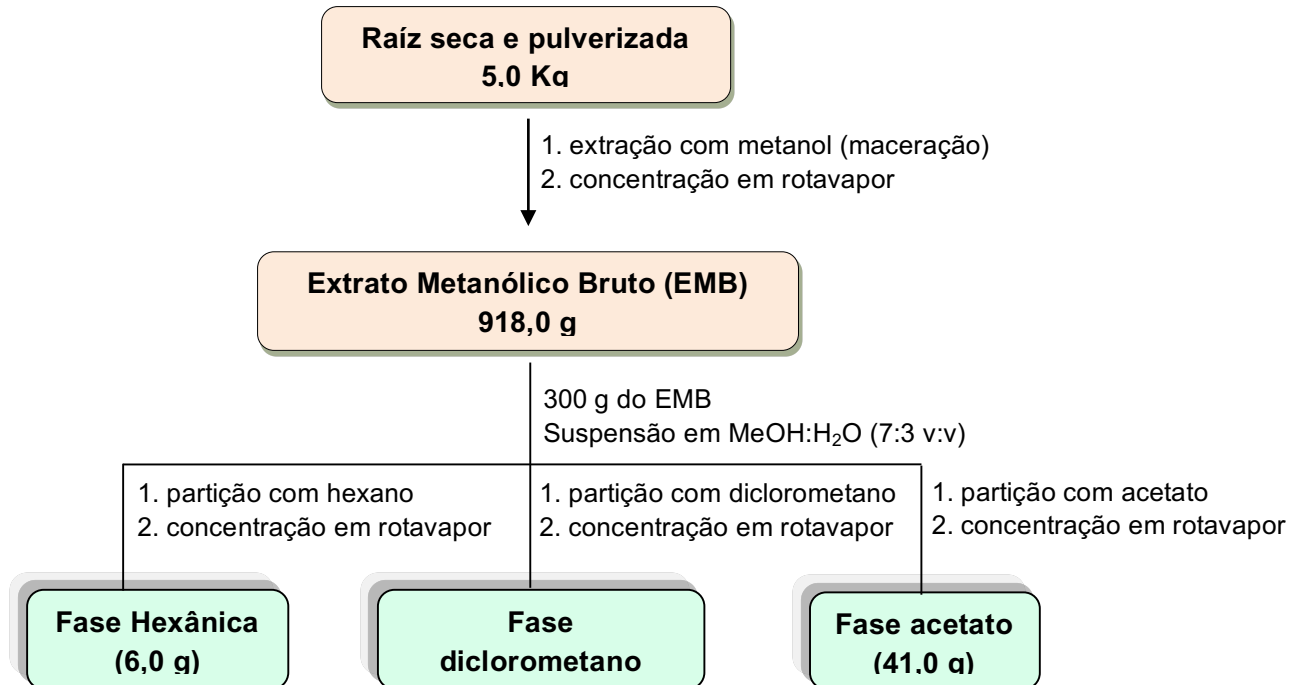 Raíz seca e pulverizada
5,0 Kg
1. extração com metanol (maceração)
2. concentração em rotavapor
Extrato Metanólico Bruto (EMB)
918,0 g
300 g do EMB
Suspensão em MeOH:H₂O (7:3 v:v)
1. partição com hexano
2. concentração em rotavapor
1. partição com diclorometano
2. concentração em rotavapor
1. partição com acetato
2. concentração em rotavapor
Fase Hexânica
(6,0 g)
Fase
diclorometano
Fase acetato
(41,0 g)